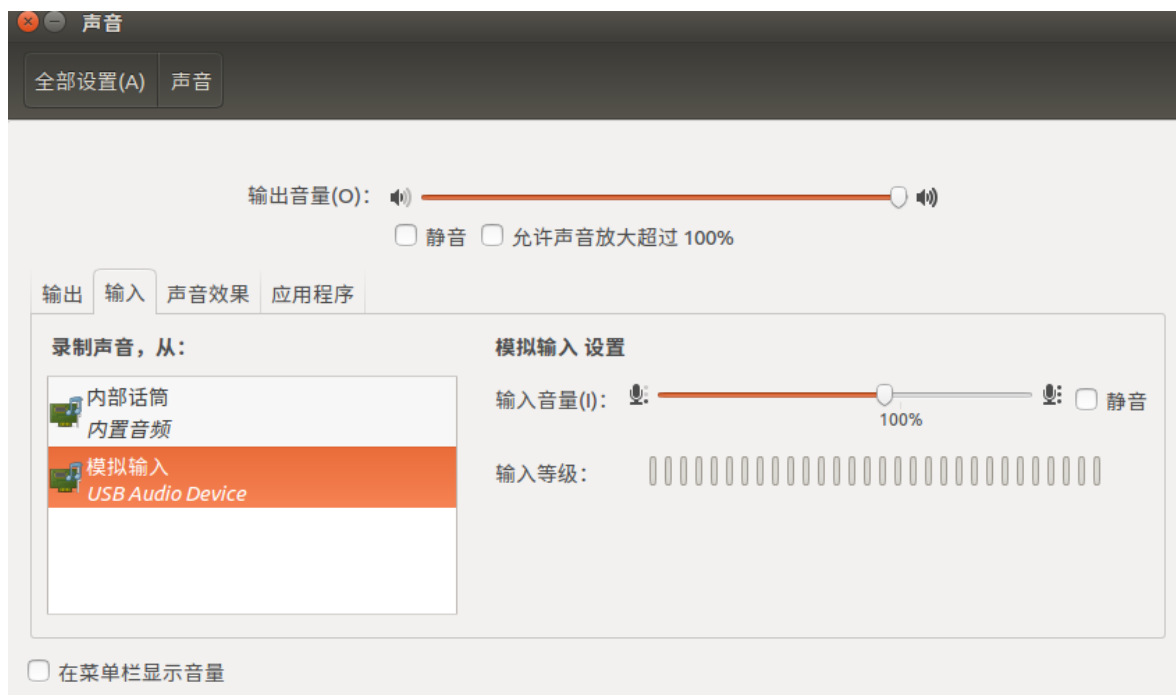 声音
全部设置(A) 声音
输出音量(O)：
静音 允许声音放大超过 100%
输出 输入 声音效果 应用程序
录制声音，从：
模拟输入 设置
内部话筒
内置音频
模拟输入
USB Audio Device
输入音量(I)：
100%
静音
输入等级：
在菜单栏显示音量